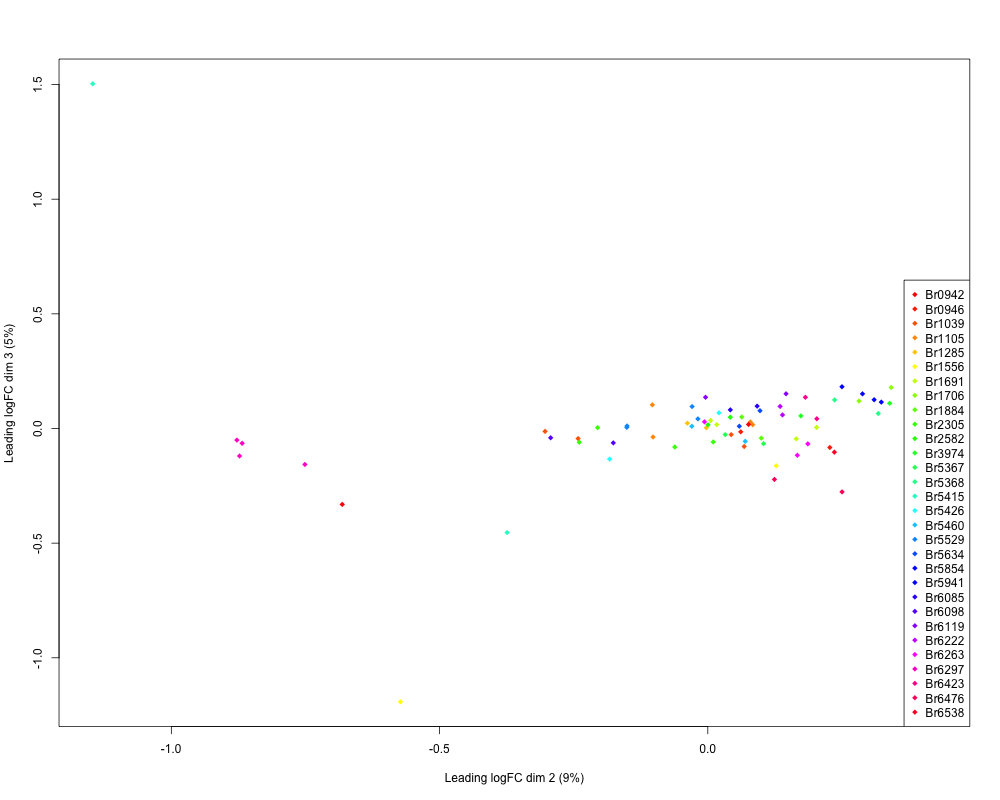 1.5
1.0
0.5
0.0
-0.5
-1.0
Leading logFC dim 3 (5%)
Br0942
Br0946
Br1039
Br1105
Br1285
Br1556
Br1691
Br1706
Br1884
Br2305
Br2582
Br3974
Br5367
Br5368
Br5415
Br5426
Br5460
Br5529
Br5634
Br5854
Br5941
Br6085
Br6098
Br6119
Br6222
Br6263
Br6297
Br6423
Br6476
Br6538
-1.0 -0.5 0.0
Leading logFC dim 2 (9%)